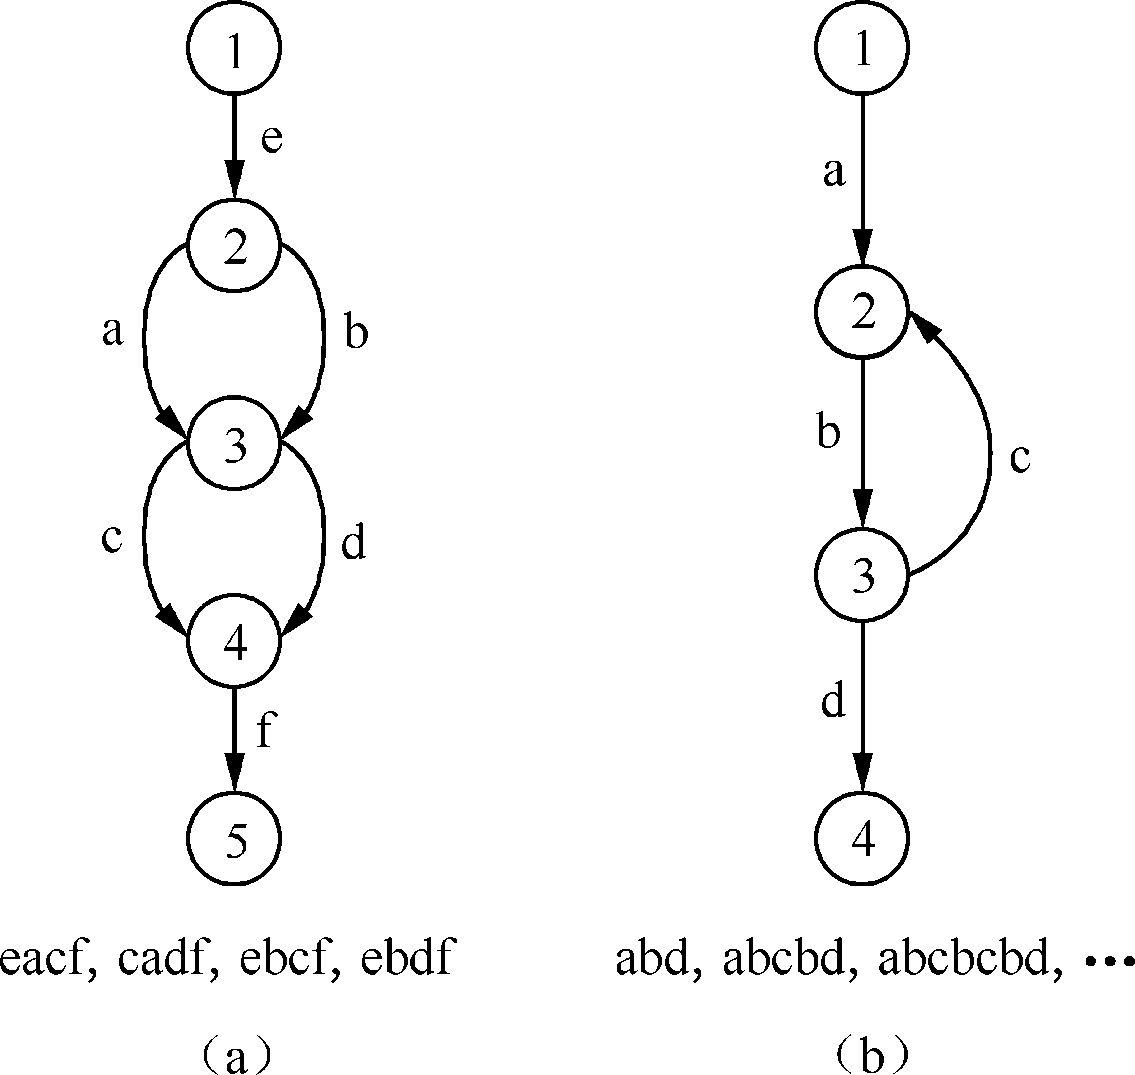 1
1
e
a
2
2
a
b
b
c
3
3
c
d
d
4
f
5
4
eacf, cadf, ebcf, ebdf
abd, abcbd, abcbcbd, •••
（a）
（b）